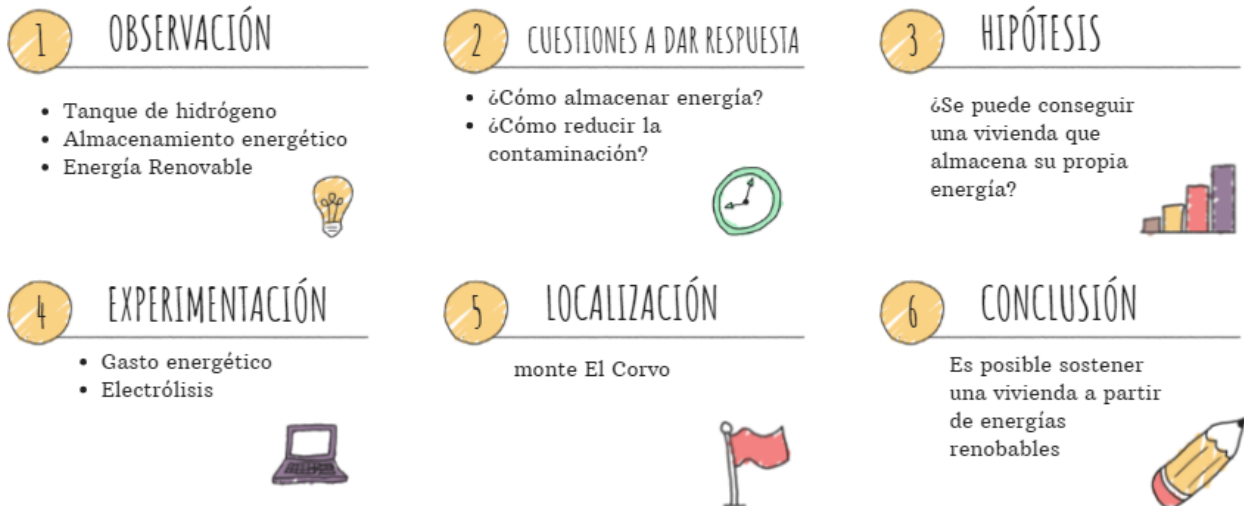 1 OBSERVACIÓN
• Tanque de hidrógeno
• Almacenamiento energético
• Energía Renovable
2 CUESTIONES A DAR RESPUESTA
• ¿Cómo almacenar energía?
• ¿Cómo reducir la
contaminación?
3 HIPÓTESIS
¿Se puede conseguir
una vivienda que
almacena su propia
energía?
4 EXPERIMENTACIÓN
• Gasto energético
• Electrólisis
5 LOCALIZACIÓN
monte El Corvo
6 CONCLUSIÓN
Es posible sostener
una vivienda a partir
de energías
renobables